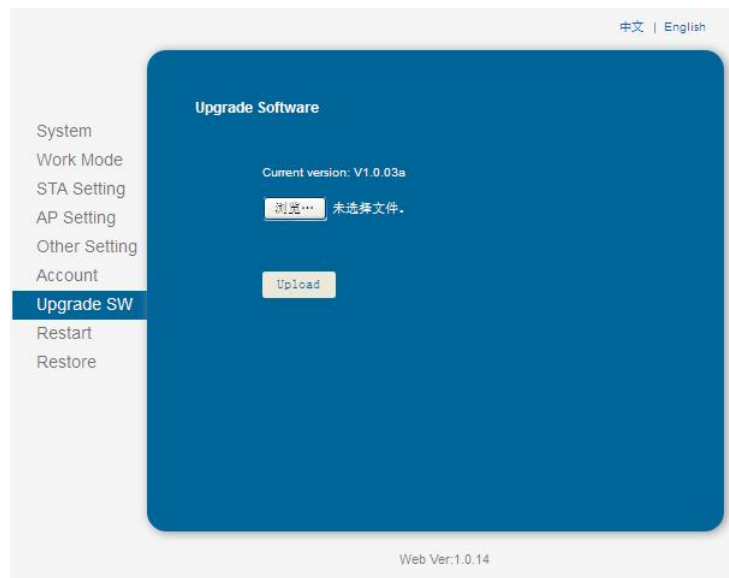 中文 | English
Upgrade Software
System
Work Mode
STA Setting
AP Setting
Other Setting
Account
Upgrade SW
Restart
Restore
Current version: V1.0.03a
浏览… 未选择文件。
Upload
Web Ver:1.0.14